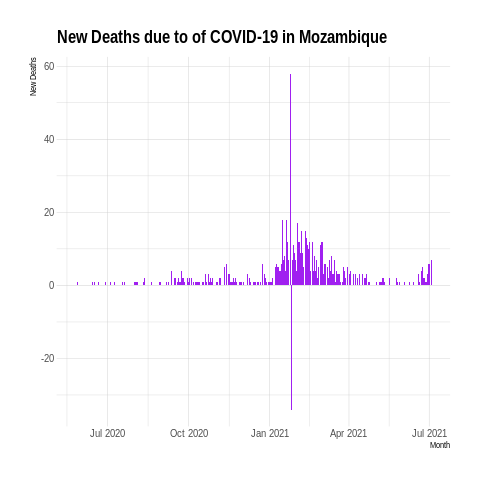 New Deaths due to of COVID-19 in Mozambique
New Deaths
60
40
20
0
-20
Jul 2020 Oct 2020 Jan 2021 Apr 2021 Jul 2021
Month